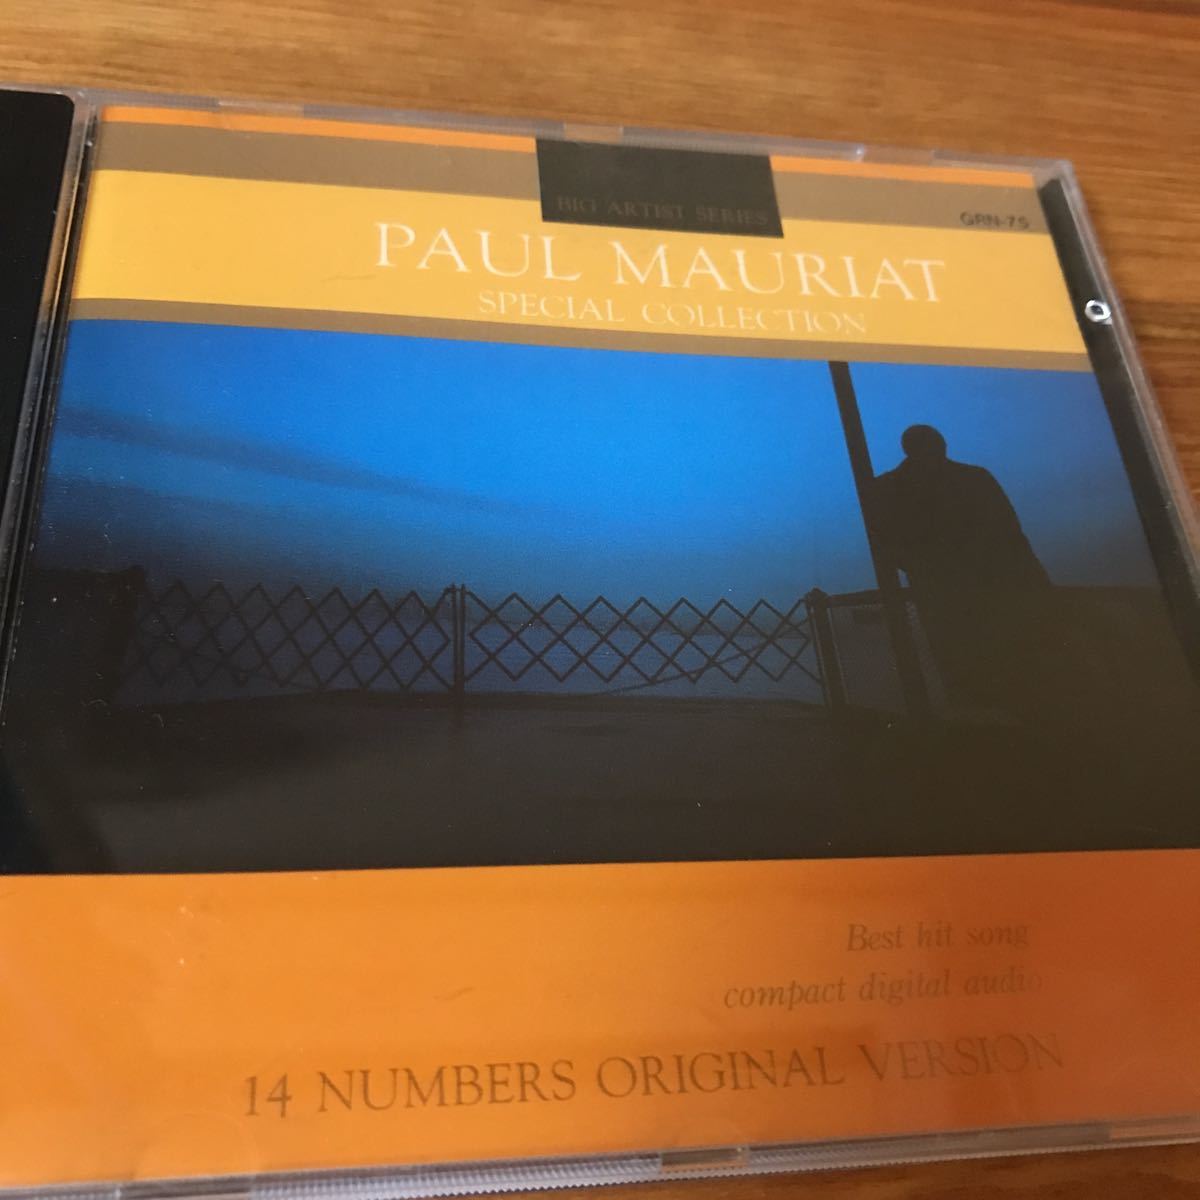 BIG ARTIST SERIES
GRN-75
PAUL MAURIAT
SPECIAL COLLECTION
Best hit song
compact digital audio
14 NUMBERS ORIGINAL VERSION